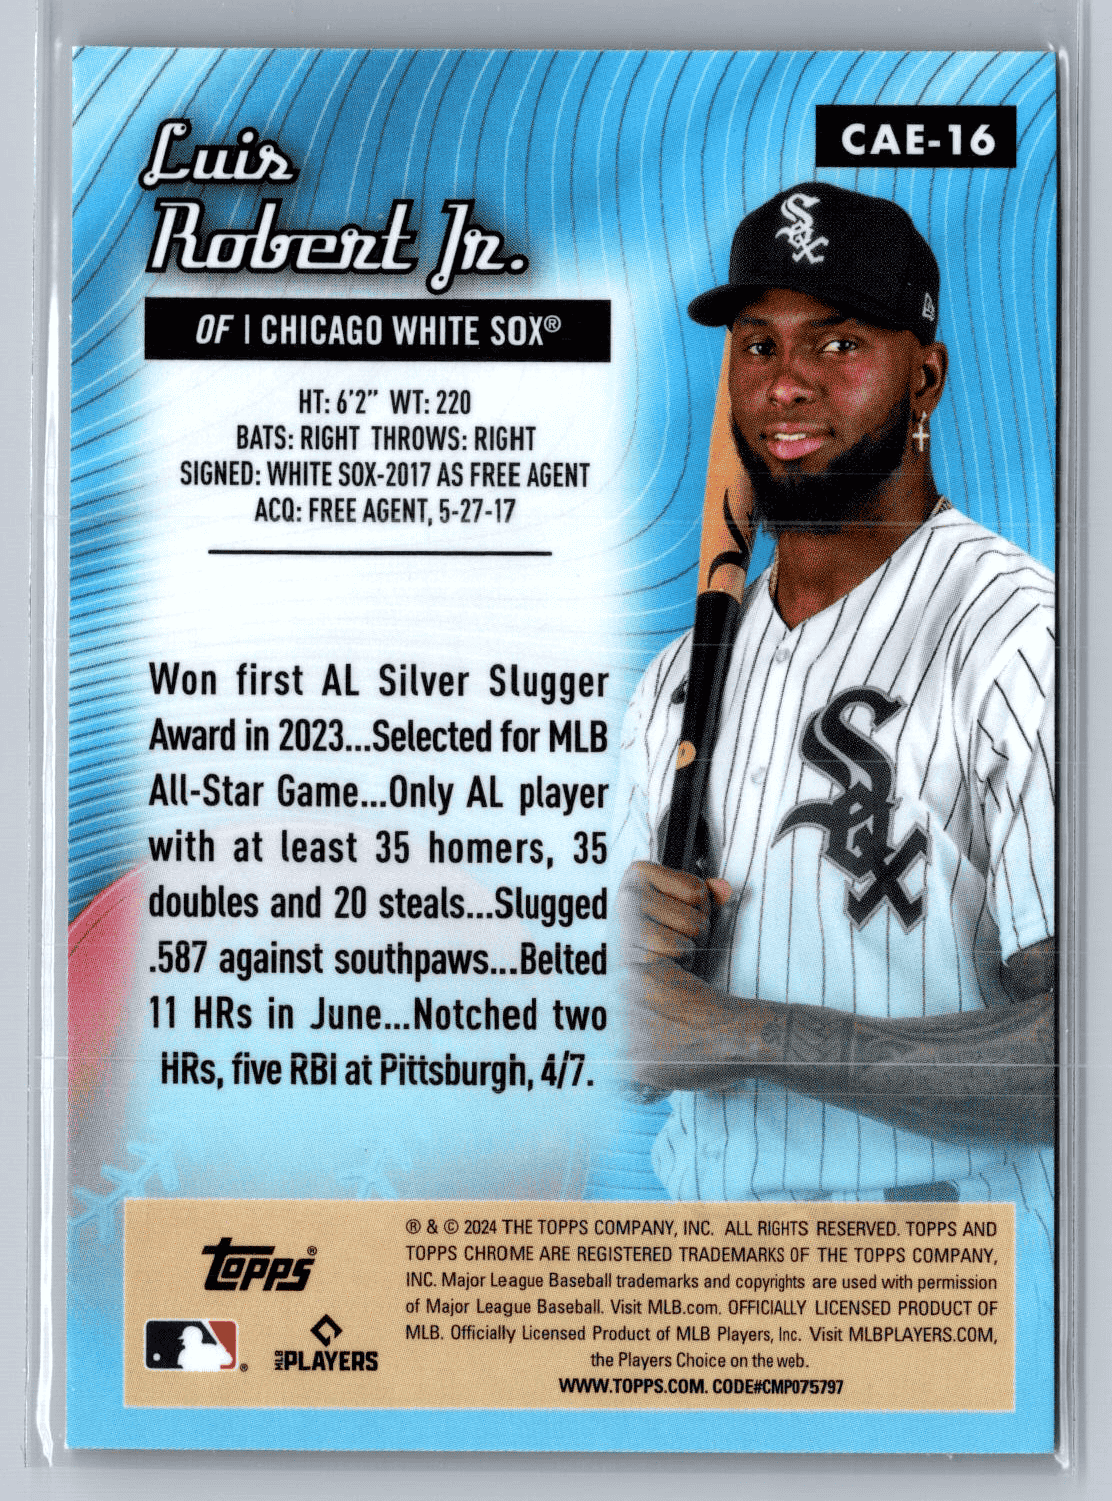 CAE-16
Luis
Robert Jr.
OF | CHICAGO WHITE SOX®
HT: 6'2" WT: 220
BATS: RIGHT THROWS: RIGHT
SIGNED: WHITE SOX-2017 AS FREE AGENT
ACQ: FREE AGENT, 5-27-17
Won first AL Silver Slugger
Award in 2023...Selected for MLB
All-Star Game...Only AL player
with at least 35 homers, 35
doubles and 20 steals...Slugged
.587 against southpaws...Belted
11 HRs in June...Notched two
HRs, five RBI at Pittsburgh, 4/7.
Sox
Sox
topps®
MLB PLAYERS
® & © 2024 THE TOPPS COMPANY, INC. ALL RIGHTS RESERVED. TOPPS AND
TOPPS CHROME ARE REGISTERED TRADEMARKS OF THE TOPPS COMPANY,
INC. Major League Baseball trademarks and copyrights are used with permission
of Major League Baseball. Visit MLB.com. OFFICIALLY LICENSED PRODUCT OF
MLB. Officially Licensed Product of MLB Players, Inc. Visit MLBPLAYERS.COM,
the Players Choice on the web.
WWW.TOPPS.COM. CODE#CMP075797